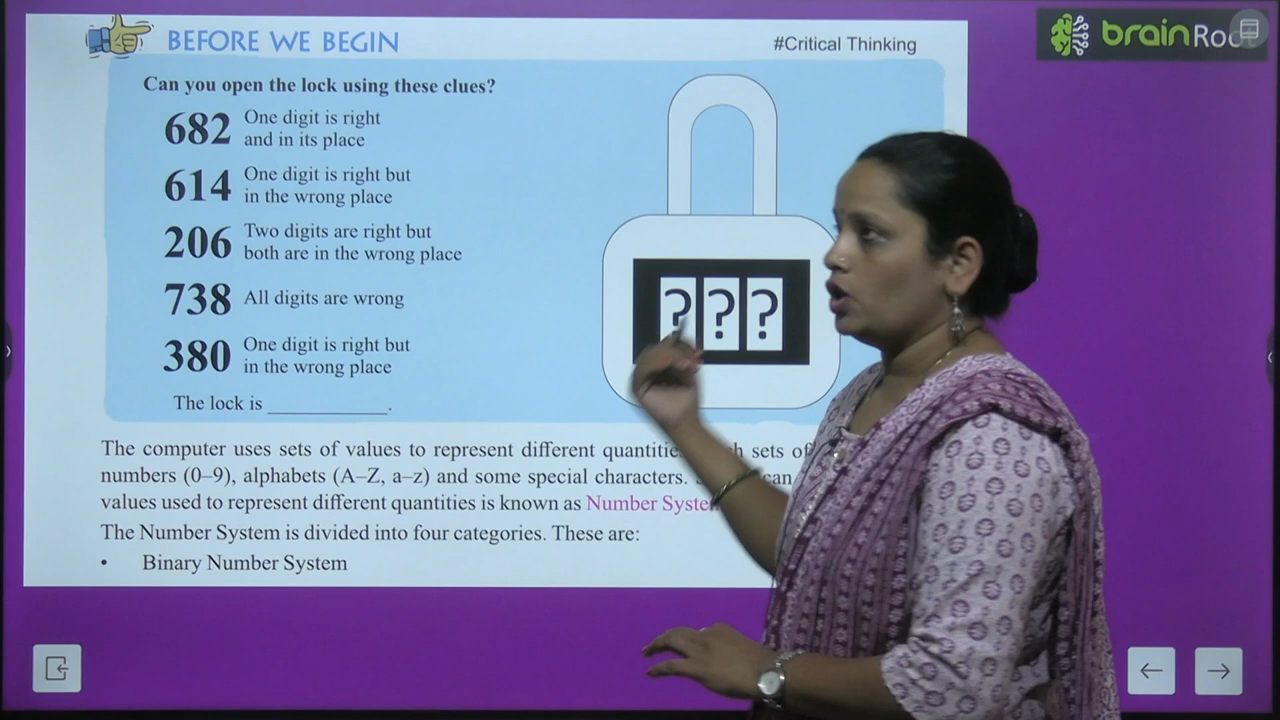 BEFORE WE BEGIN
#Critical Thinking
brainRo
Can you open the lock using these clues?
682 One digit is right
and in its place
614 One digit is right but
in the wrong place
206 Two digits are right but
both are in the wrong place
738 All digits are wrong
380 One digit is right but
in the wrong place
The lock is ____________.
? ? ?
The computer uses sets of values to represent different sets of
numbers (0–9), alphabets (A–Z, a–z) and some special characters. can
values used to represent different quantities is known as Number
The Number System is divided into four categories. These are:
• Binary Number System